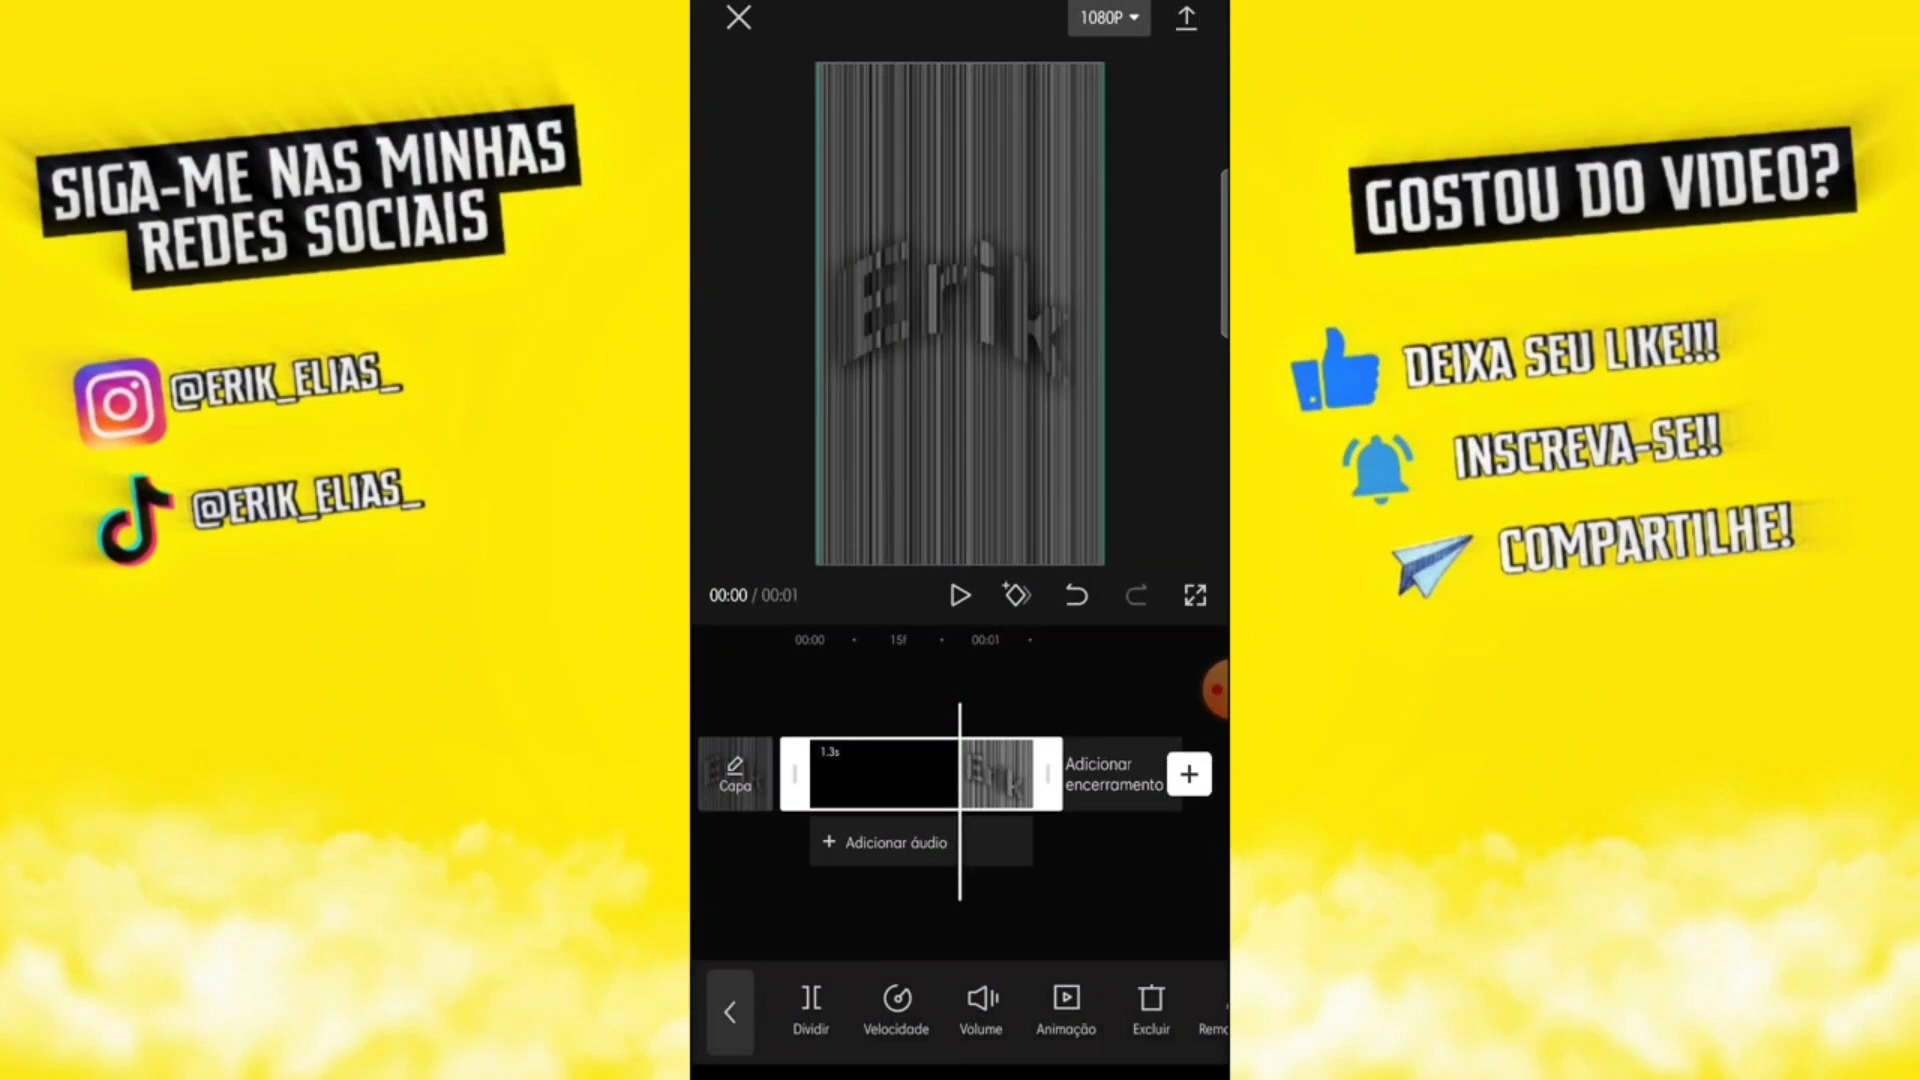 SIGA-ME NAS MINHAS
REDES SOCIAIS
@ERIK_ELIAS_
@ERIK_ELIAS_
1080P
Erik
00:00 / 00:01
00:00
15f
00:01
1.3s
Capa
Erik
Adicionar
encerramento
+ Adicionar áudio
Dividir
Velocidade
Volume
Animação
Excluir
GOSTOU DO VIDEO?
DEIXA SEU LIKE!!!
INSCREVA-SE!!
COMPARTILHE!